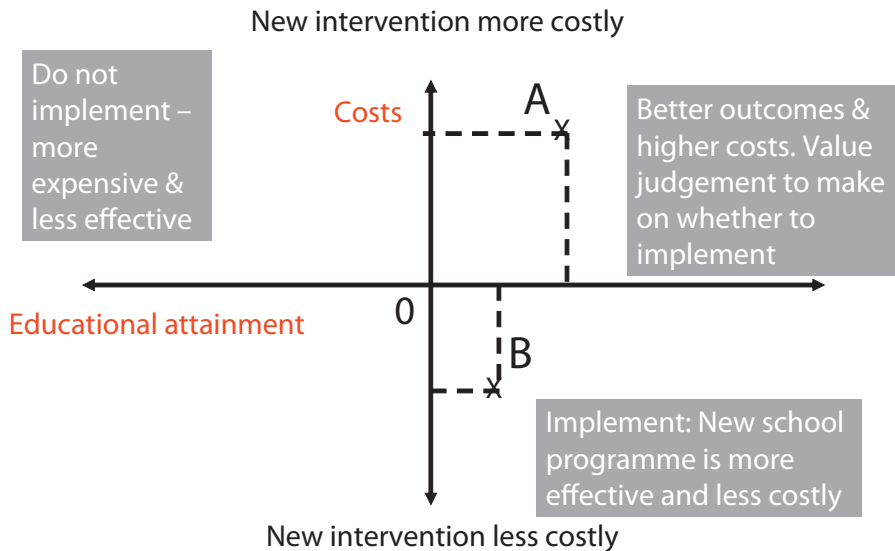 New intervention more costly
Do not
implement –
more
expensive &
less effective
Costs
A
X
Better outcomes &
higher costs. Value
judgement to make
on whether to
implement
Educational attainment
0
B
X
Implement: New school
programme is more
effective and less costly
New intervention less costly